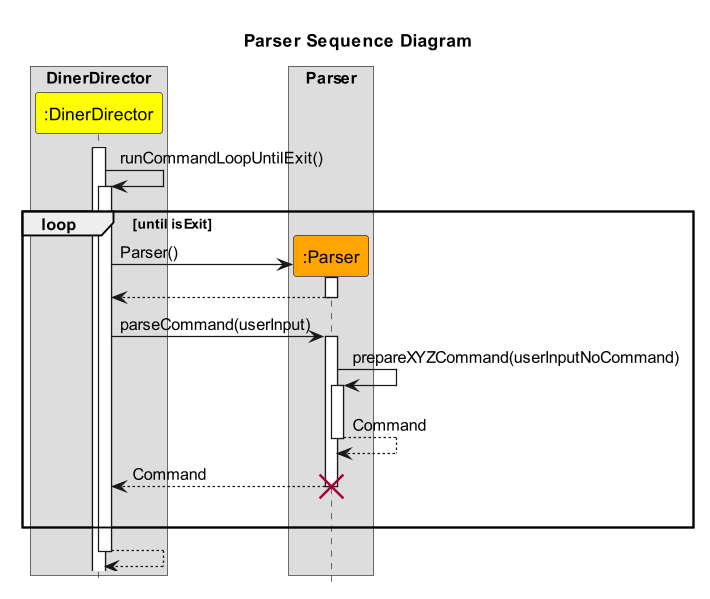 Parser Sequence Diagram
DinerDirector
Parser
:DinerDirector
runCommandLoopUntilExit()
loop
[until isExit]
Parser()
:Parser
parseCommand(userInput)
prepareXYZCommand(userInputNoCommand)
Command
Command